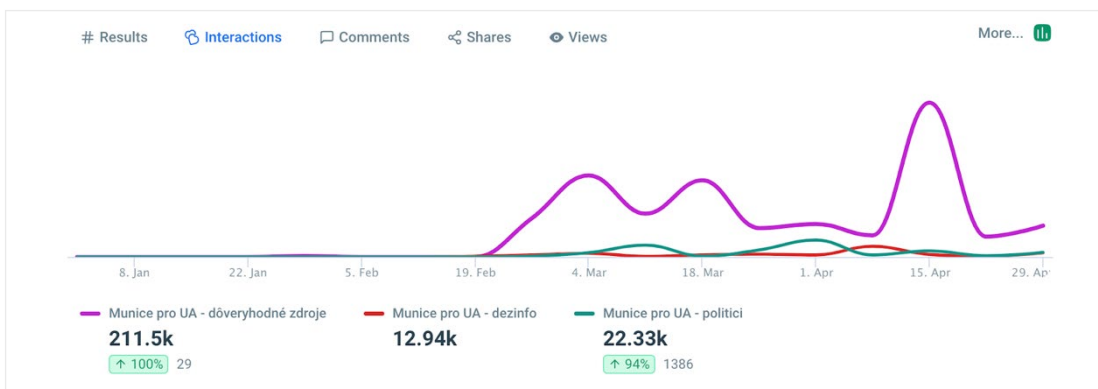 Results Interactions Comments Shares Views More...
8. Jan 22. Jan 5. Feb 19. Feb 4. Mar 18. Mar 1. Apr 15. Apr 29. Ap
Munice pro UA - dôveryhodné zdroje Munice pro UA - dezinfo Munice pro UA - politici
211.5k 12.94k 22.33k
↑ 100% 29 ↑ 94% 1386